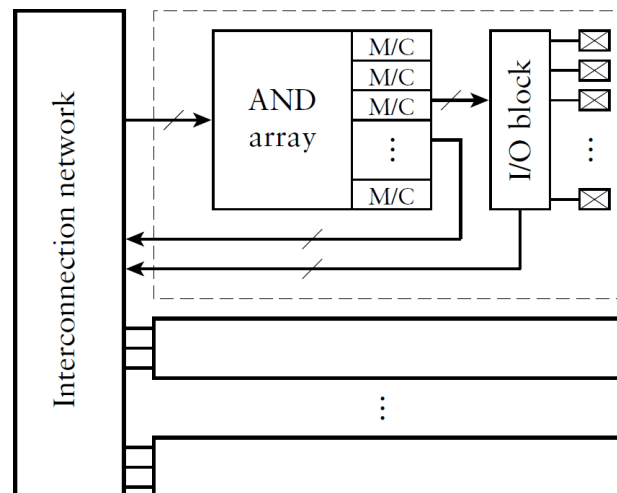 Interconnection network
AND
array
M/C
M/C
M/C
⋮
M/C
I/O block
⋮
⋮